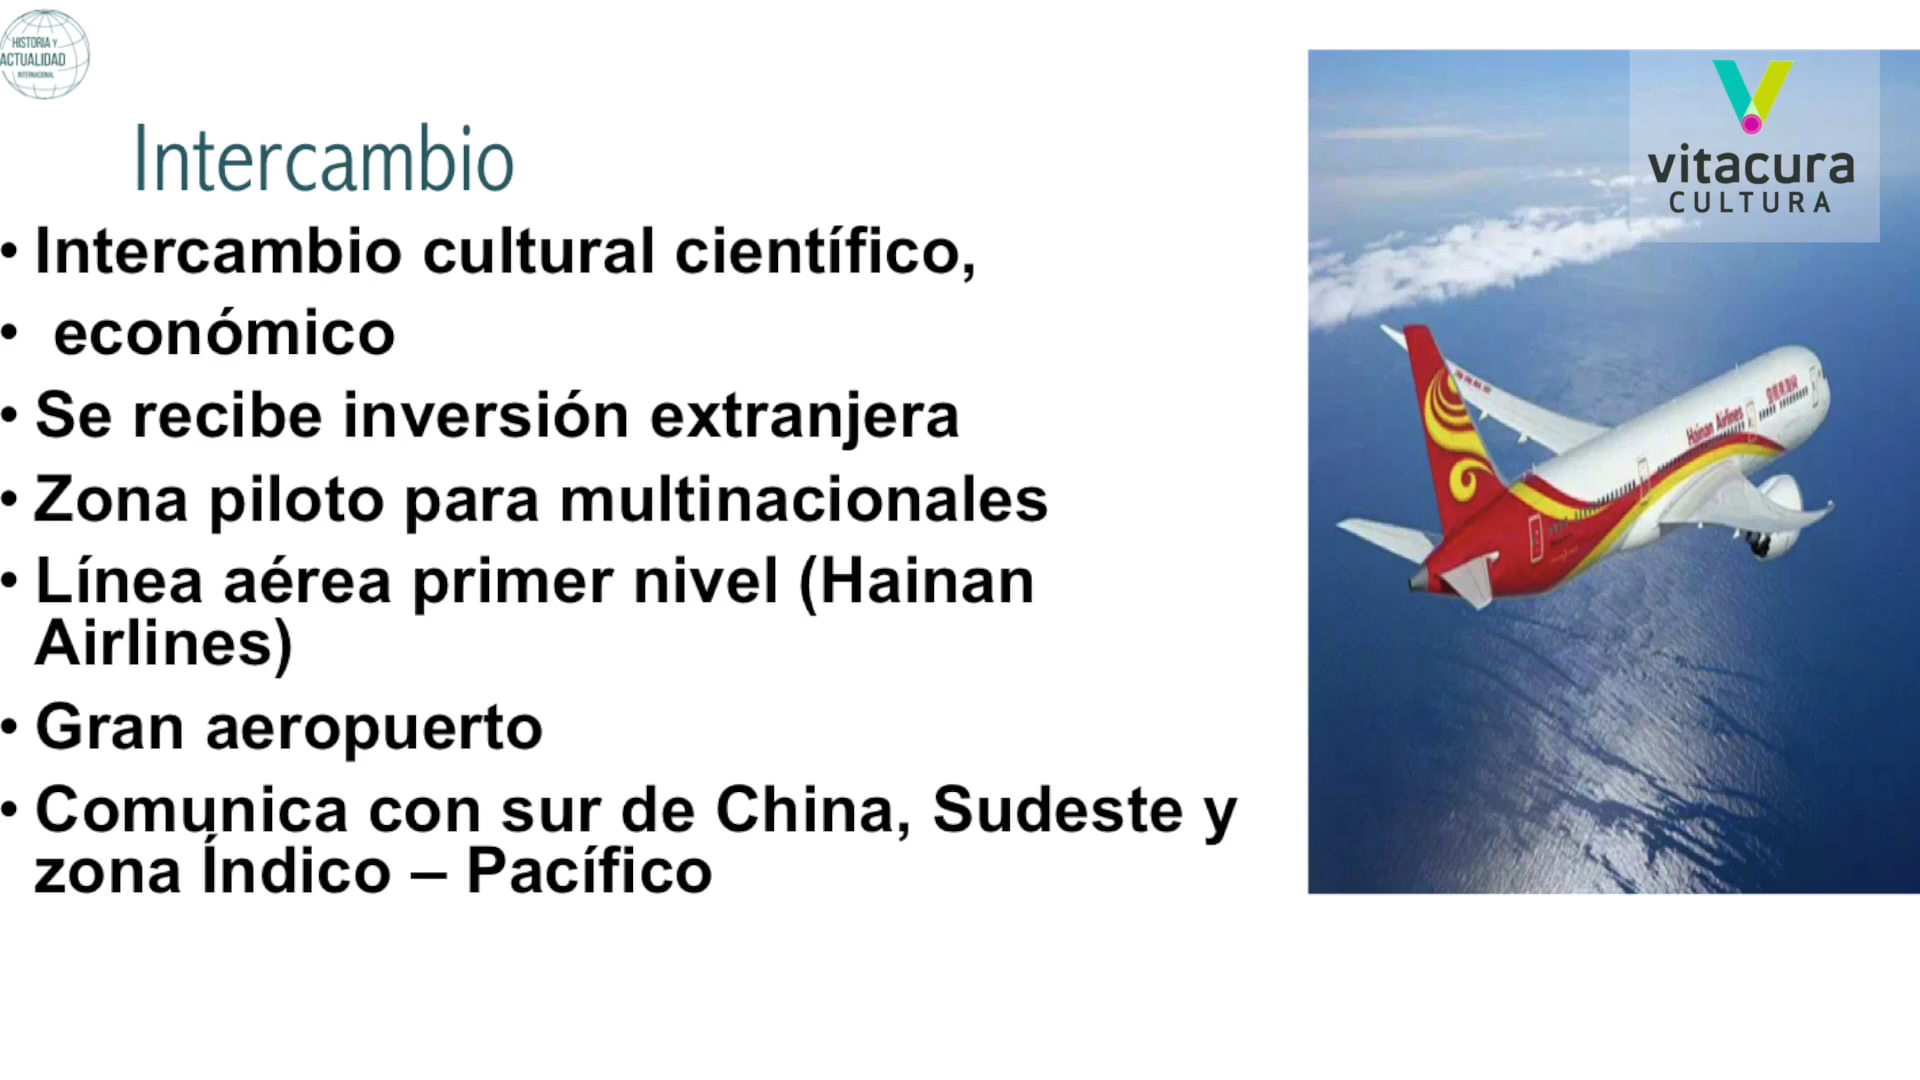 HISTORIA Y
ACTUALIDAD
INTERNACIONAL
Intercambio
• Intercambio cultural científico,
• económico
• Se recibe inversión extranjera
• Zona piloto para multinacionales
• Línea aérea primer nivel (Hainan
Airlines)
• Gran aeropuerto
• Comunica con sur de China, Sudeste y
zona Índico – Pacífico
vitacura
CULTURA
Hainan Airlines